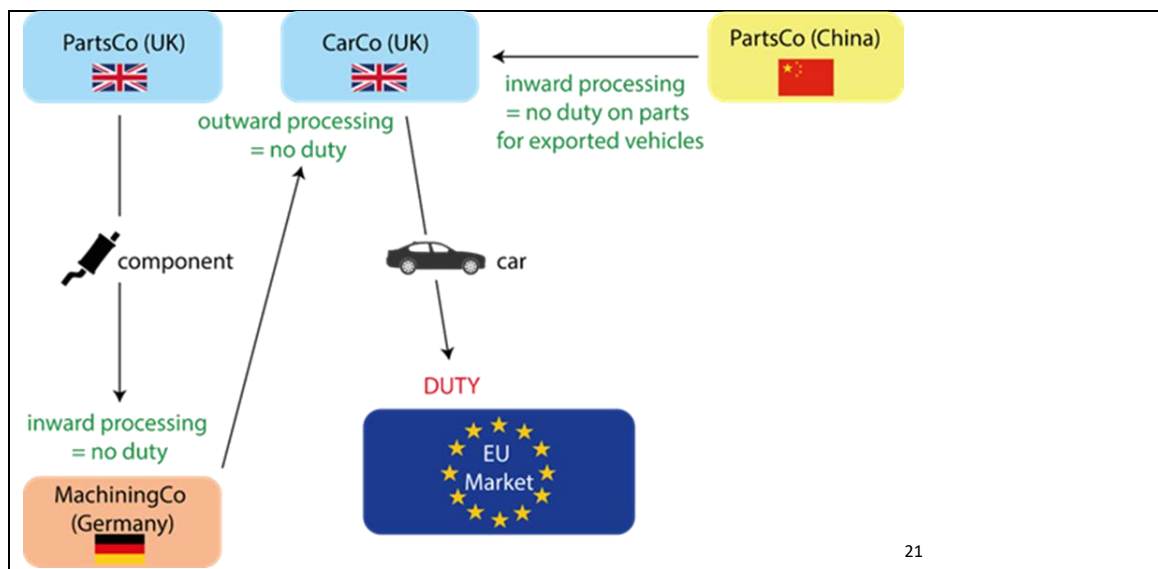 PartsCo (UK)
CarCo (UK)
PartsCo (China)
inward processing
= no duty on parts
for exported vehicles
outward processing
= no duty
component
car
DUTY
inward processing
= no duty
EU
Market
MachiningCo
(Germany)
21